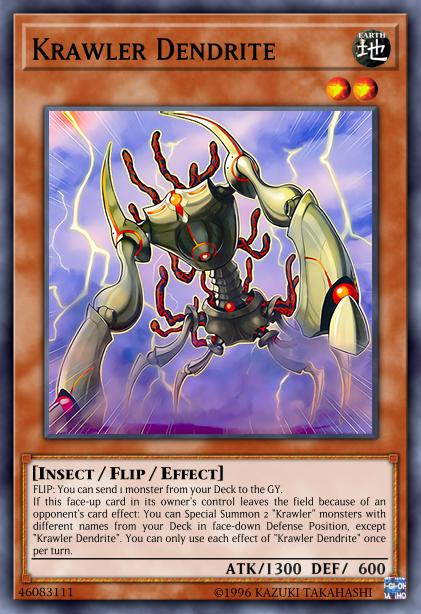 KRAWLER DENDRITE
EARTH
地
[INSECT / FLIP / EFFECT]
FLIP: You can send 1 monster from your Deck to the GY.
If this face-up card in its owner's control leaves the field because of an
opponent's card effect: You can Special Summon 2 "Krawler" monsters with
different names from your Deck in face-down Defense Position, except
"Krawler Dendrite". You can only use each effect of "Krawler Dendrite" once
per turn.
ATK/1300 DEF/ 600
46083111
©1996 KAZUKI TAKAHASHI